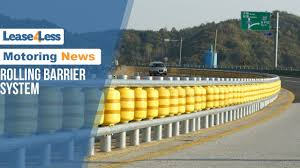 Lease4Less
Motoring News
ROLLING BARRIER
SYSTEM